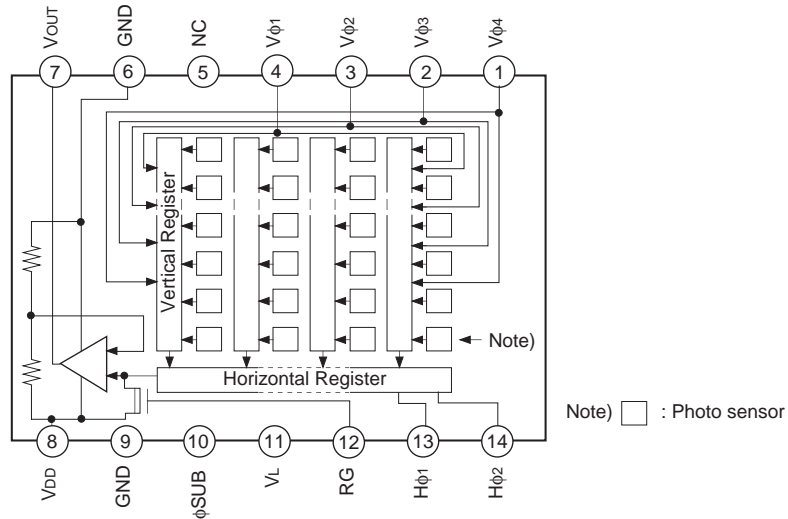 VOUT
GND
NC
Vϕ1
Vϕ2
Vϕ3
Vϕ4
7
6
5
4
3
2
1
Vertical Register
Note)
Horizontal Register
Note) : Photo sensor
8
9
10
11
12
13
14
VDD
GND
ϕSUB
VL
RG
Hϕ1
Hϕ2